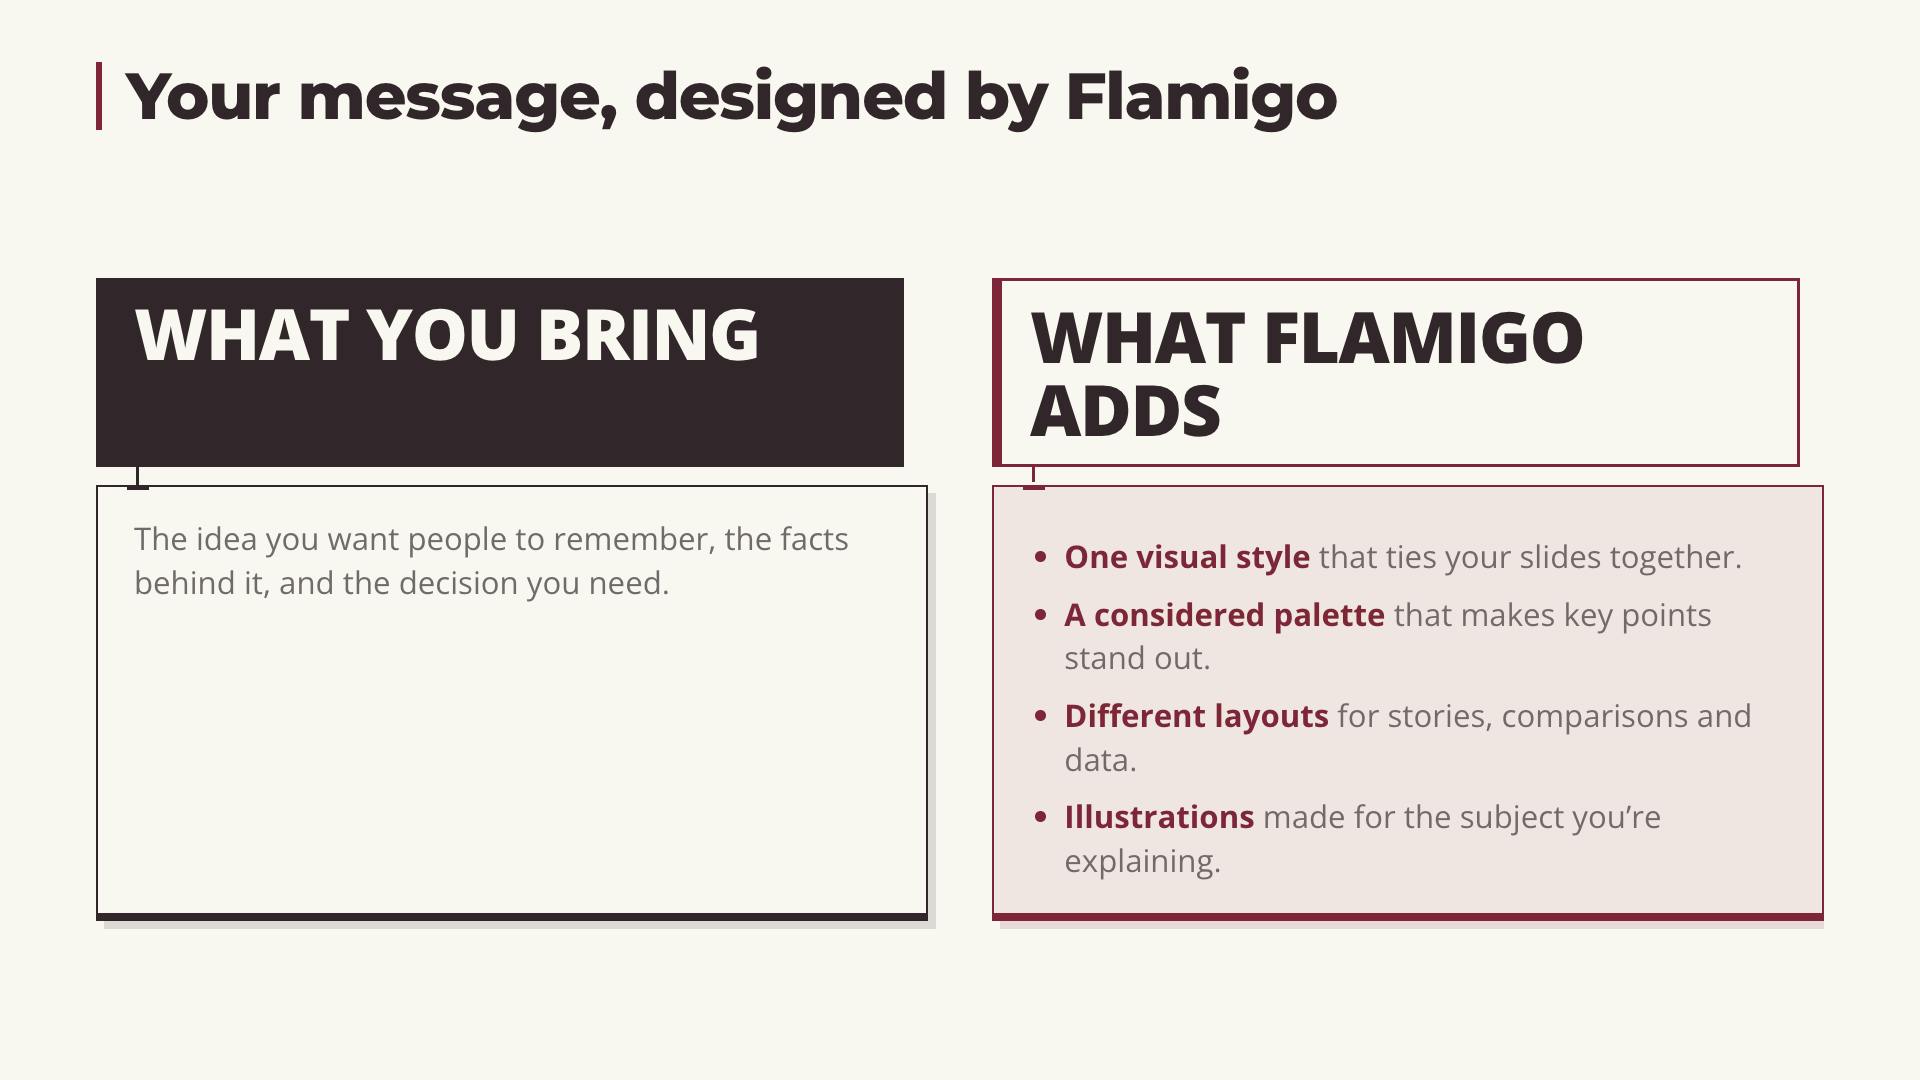 Your message, designed by Flamigo
WHAT YOU BRING
The idea you want people to remember, the facts
behind it, and the decision you need.
WHAT FLAMIGO
ADDS
• One visual style that ties your slides together.
• A considered palette that makes key points
stand out.
• Different layouts for stories, comparisons and
data.
• Illustrations made for the subject you’re
explaining.